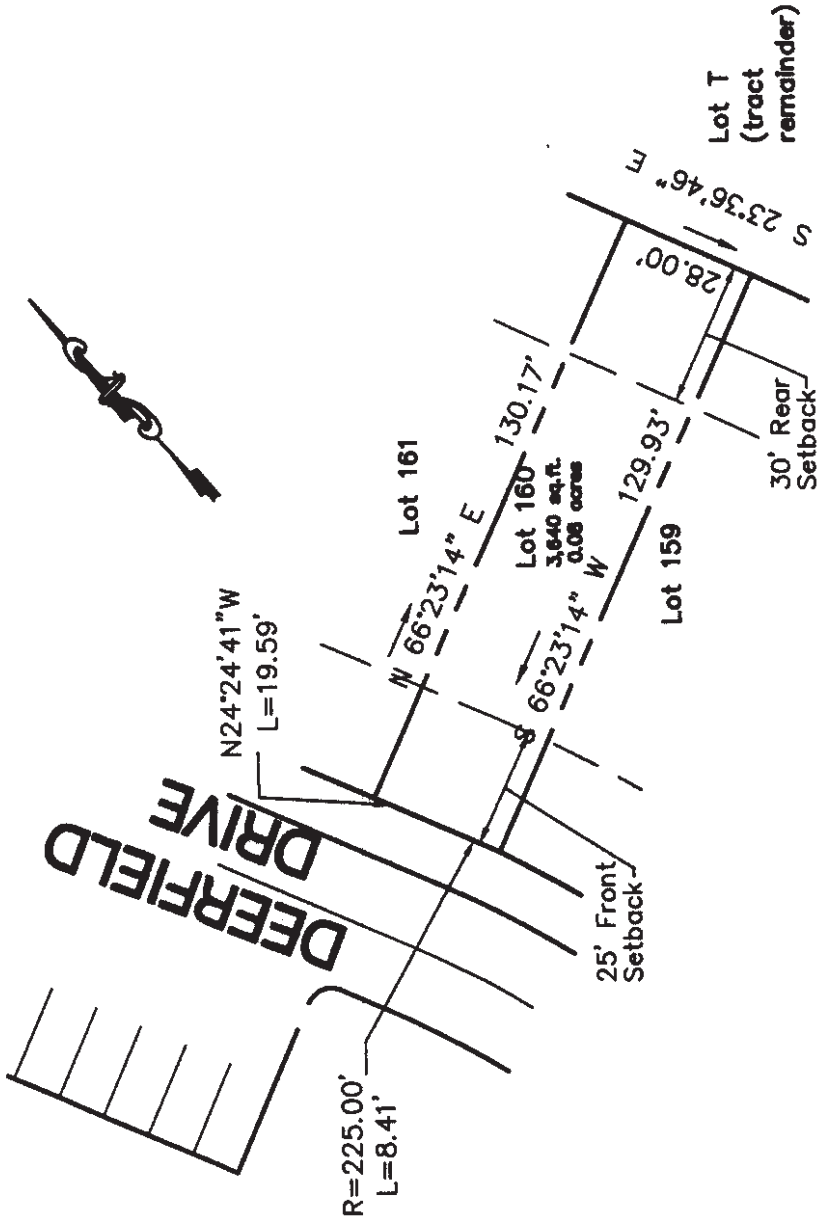 DEERFIELD
DRIVE
N24°24'41"W
L=19.59'
Lot 161
N 66°23'14" E 130.17'
Lot 160
3,640 sq.ft.
0.08 acres
S 66°23'14" W 129.93'
Lot 159
28.00'
S 23°36'46" E
Lot T
(tract
remainder)
30' Rear
Setback
25' Front
Setback
R=225.00'
L=8.41'